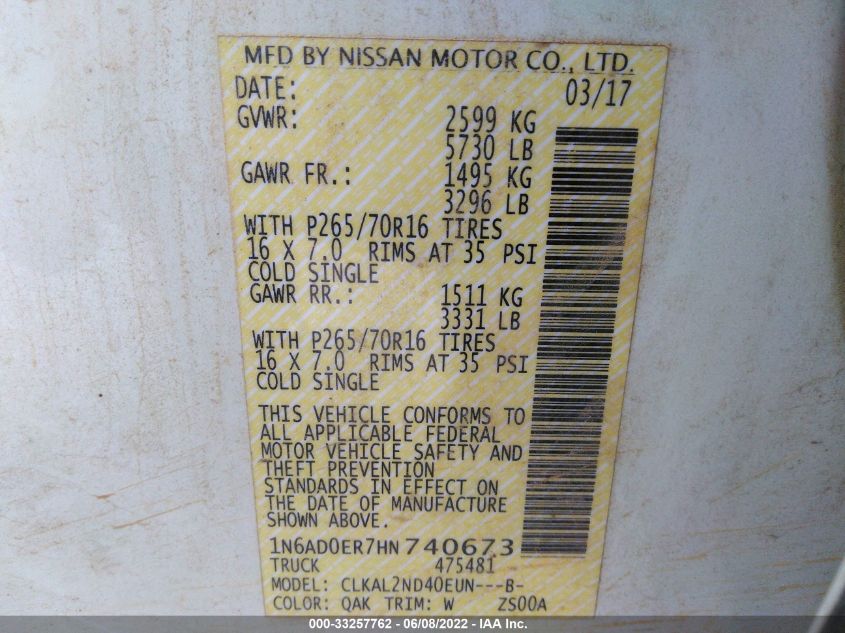 MFD BY NISSAN MOTOR CO., LTD.
DATE: 03/17
GVWR: 2599 KG
5730 LB
GAWR FR.: 1495 KG
3296 LB
WITH P265/70R16 TIRES
16 X 7.0 RIMS AT 35 PSI
COLD SINGLE
GAWR RR.: 1511 KG
3331 LB
WITH P265/70R16 TIRES
16 X 7.0 RIMS AT 35 PSI
COLD SINGLE
THIS VEHICLE CONFORMS TO
ALL APPLICABLE FEDERAL
MOTOR VEHICLE SAFETY AND
THEFT PREVENTION
STANDARDS IN EFFECT ON
THE DATE OF MANUFACTURE
SHOWN ABOVE.
1N6AD0ER7HN740673
TRUCK 475481
MODEL: CLKAL2ND40EUN---B-
COLOR: QAK TRIM: W ZS00A
000-33257762 - 06/08/2022 - IAA Inc.